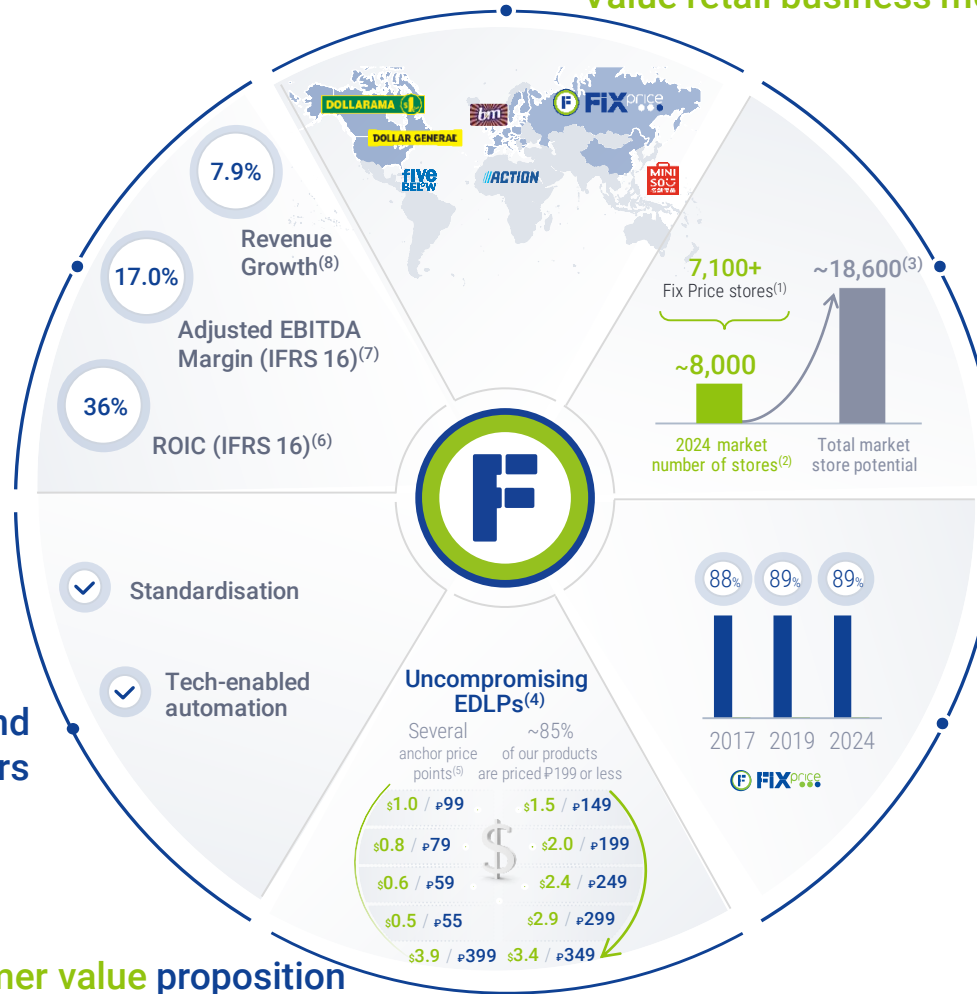 Value retail business
DOLLARAMA
DOLLAR GENERAL
five
BELOW
bm
ACTION
F FIX price
MINI
SO
7.9%
Revenue
Growth(8)
17.0%
Adjusted EBITDA
Margin (IFRS 16)(7)
36%
ROIC (IFRS 16)(6)
7,100+
Fix Price stores(1)
~18,600(3)
~8,000
2024 market
number of stores(2)
Total market
store potential
F
Standardisation
Tech-enabled
automation
88% 89% 89%
2017 2019 2024
F FIX price
Uncompromising
EDLPs(4)
Several
anchor price
points(5)
~85%
of our products
are priced ₽199 or less
$1.0 / ₽99 $1.5 / ₽149
$0.8 / ₽79 $2.0 / ₽199
$0.6 / ₽59 $2.4 / ₽249
$0.5 / ₽55 $2.9 / ₽299
$3.9 / ₽399 $3.4 / ₽349
$
value proposition